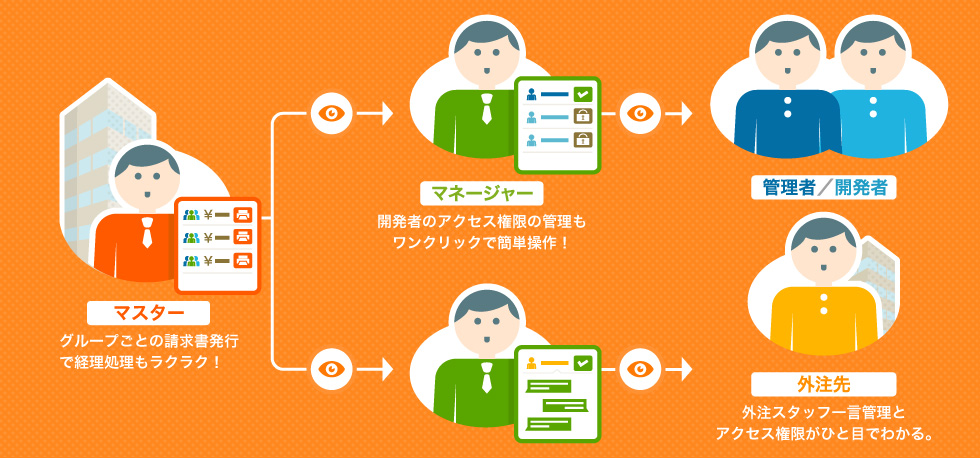 ¥
¥
¥
マスター
グループごとの請求書発行
で経理処理もラクラク！
マネージャー
開発者のアクセス権限の管理も
ワンクリックで簡単操作！
管理者／開発者
外注先
外注スタッフ一言管理と
アクセス権限がひと目でわかる。